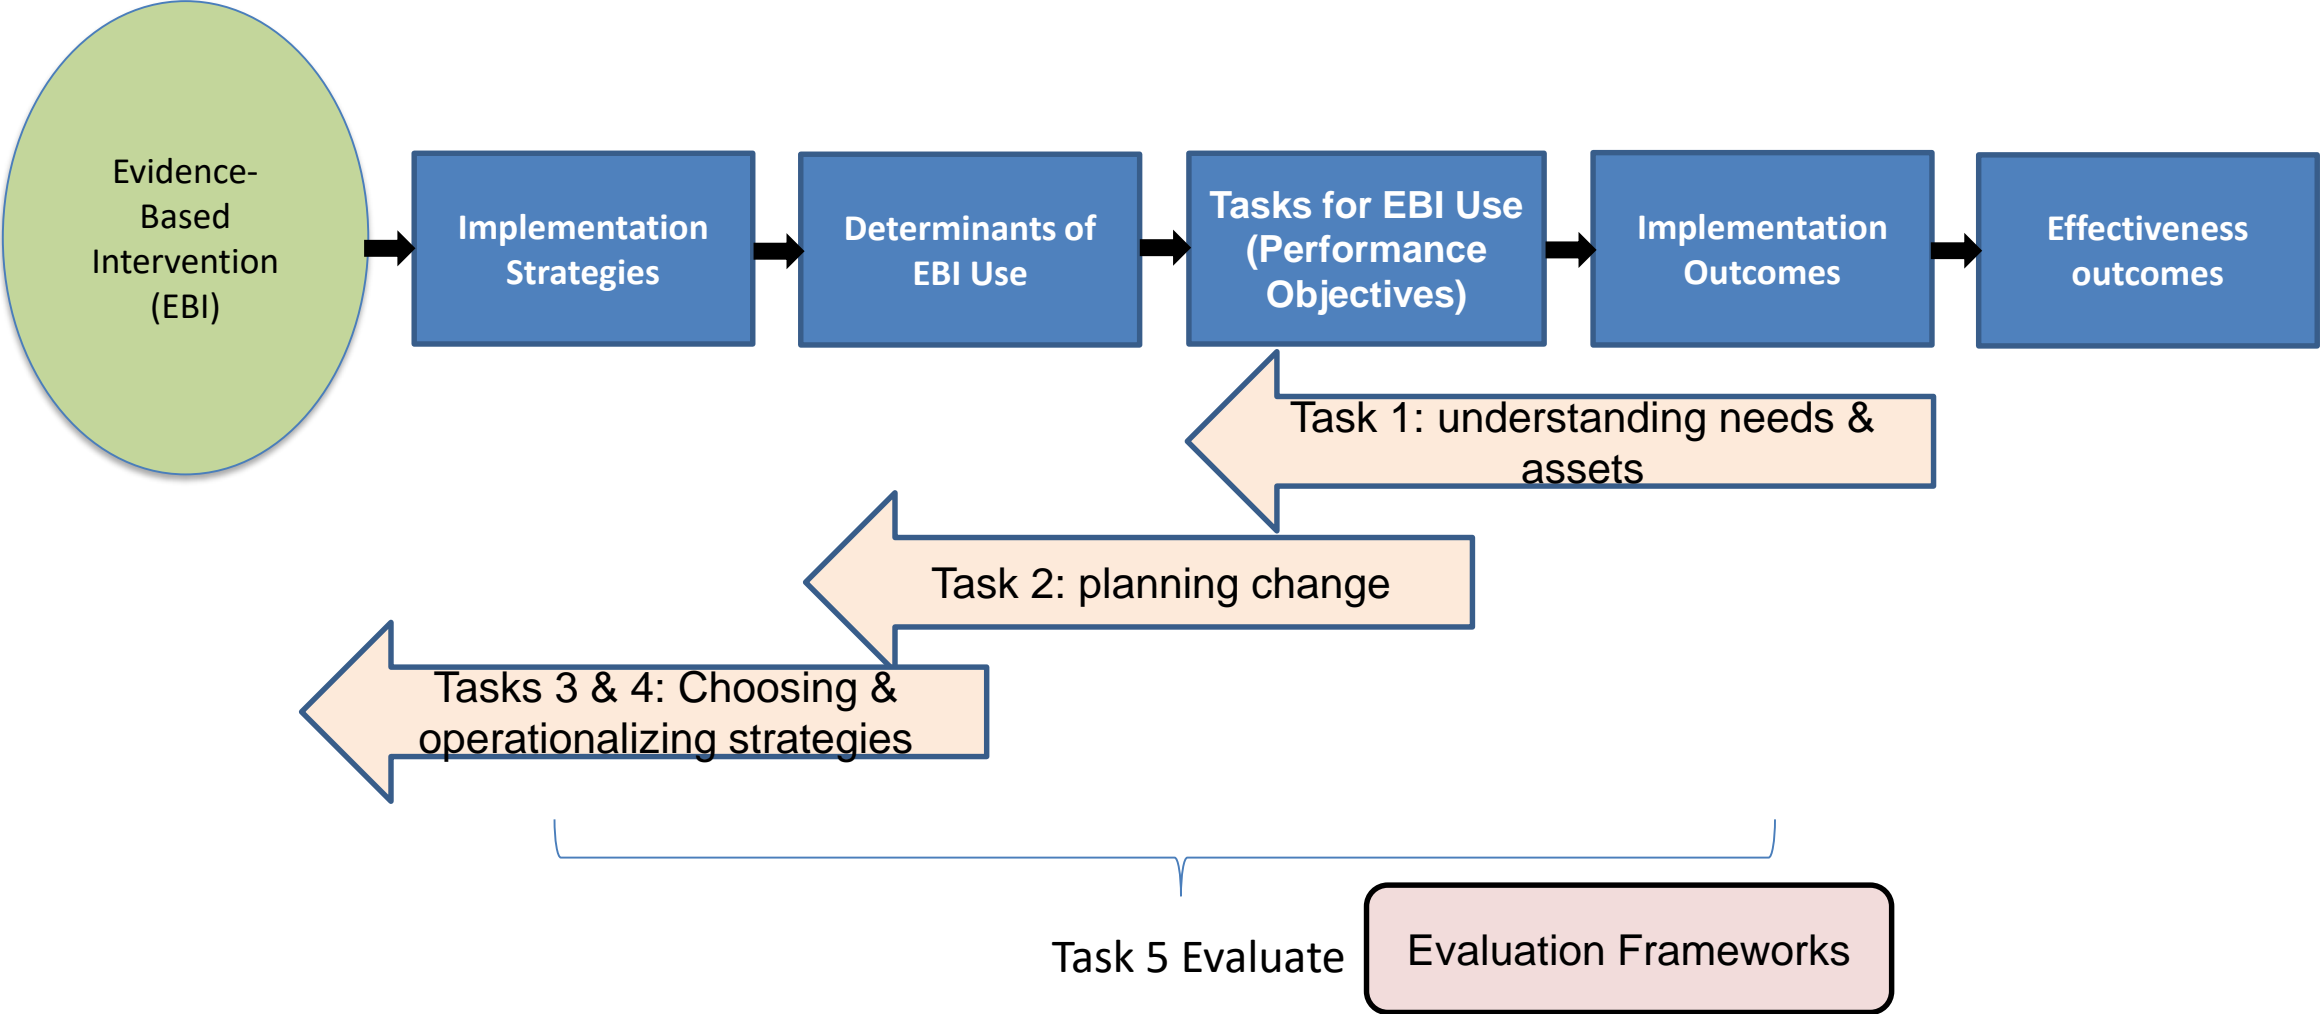 Evidence-
Based
Intervention
(EBI)
Implementation
Strategies
Determinants of
EBI Use
Tasks for EBI Use
(Performance
Objectives)
Implementation
Outcomes
Effectiveness
outcomes
Task 1: understanding needs &
assets
Task 2: planning change
Tasks 3 & 4: Choosing &
operationalizing strategies
Task 5 Evaluate
Evaluation Frameworks